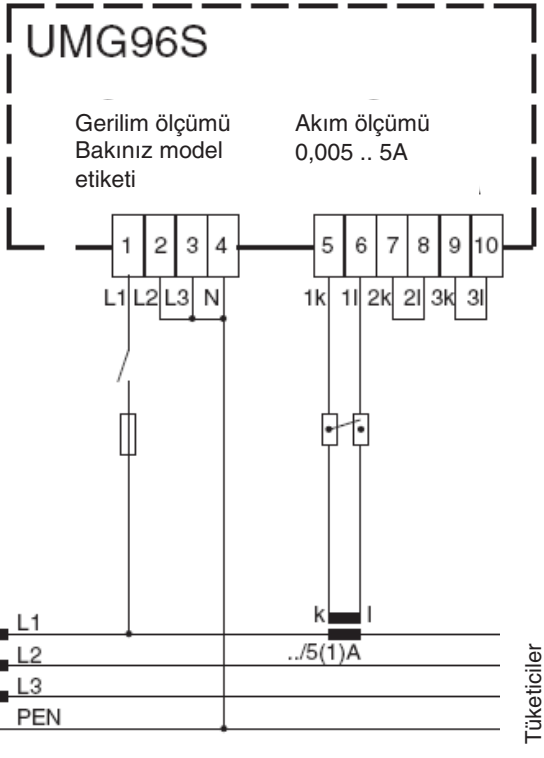 UMG96S
Gerilim ölçümü
Bakınız model
etiketi
Akım ölçümü
0,005 .. 5A
1 2 3 4
5 6 7 8 9 10
L1 L2 L3 N
1k 1l 2k 2l 3k 3l
k l
L1
../5(1)A
L2
L3
PEN
Tüketiciler